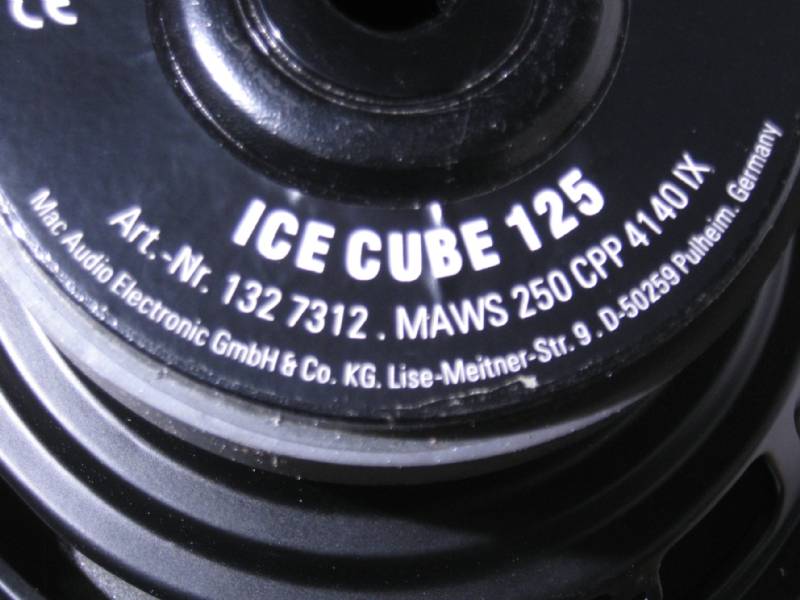 CE
ICE CUBE 125
Art.-Nr. 132 7312 . MAWS 250 CPP 4140 IX
Mac Audio Electronic GmbH & Co. KG. Lise-Meitner-Str. 9 . D-50259 Pulheim. Germany